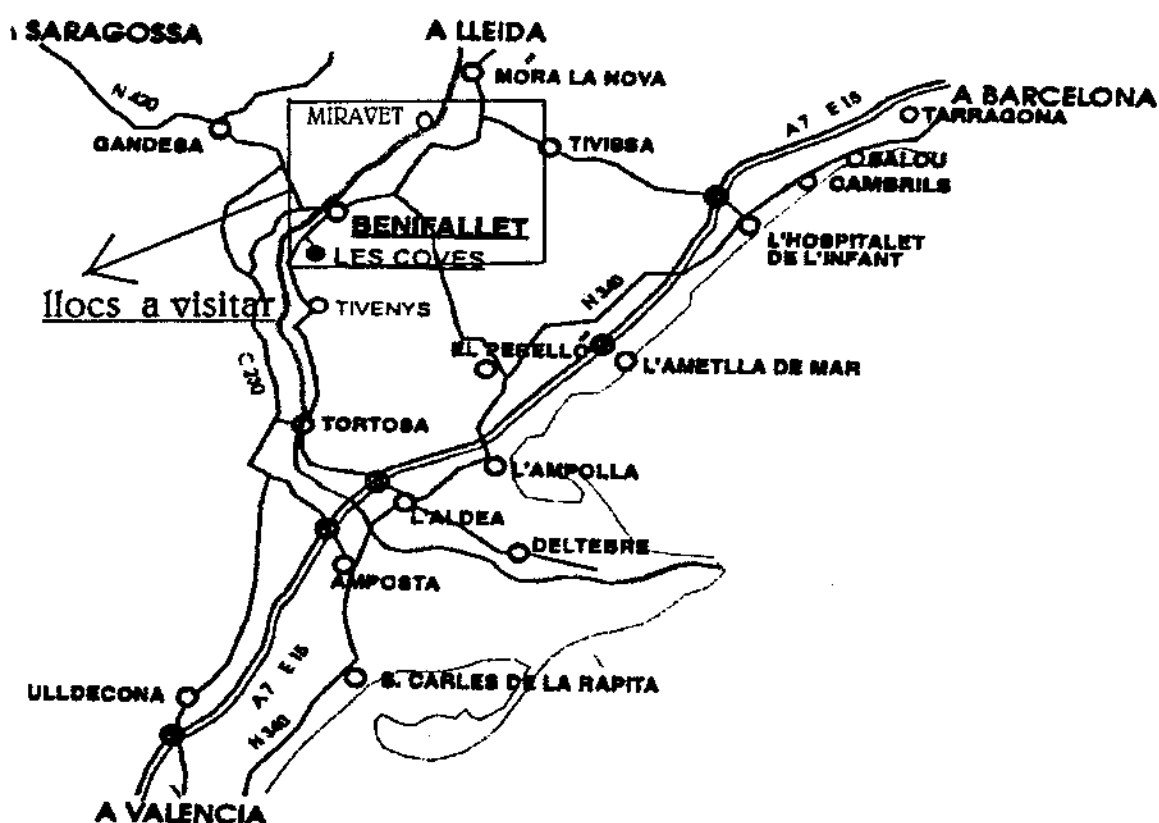 A SARAGOSSA
A LLEIDA
MORA LA NOVA
N 420
A BARCELONA
A7 E15
MIRAVET
TARRAGONA
GANDESA
TIVISSA
SALOU
CAMBRILS
BENIFALLET
L'HOSPITALET
DE L'INFANT
LES COVES
llocs a visitar
TIVENYS
N 340
EL PERELLO
L'AMETLLA DE MAR
C 230
TORTOSA
L'AMPOLLA
L'ALDEA
DELTEBRE
AMPOSTA
A7 E15
S. CARLES DE LA RAPITA
ULLDECONA
N 340
A VALENCIA